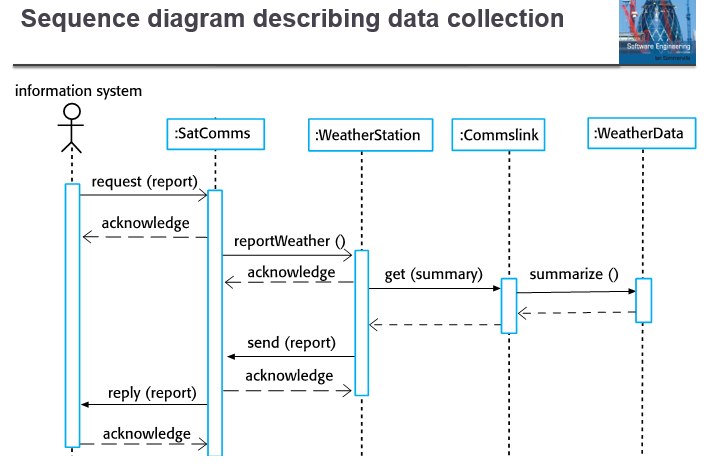 Sequence diagram describing data collection
Software Engineering
information system
:SatComms
:WeatherStation
:Commslink
:WeatherData
request (report)
acknowledge
reportWeather ()
acknowledge
get (summary)
summarize ()
send (report)
acknowledge
reply (report)
acknowledge